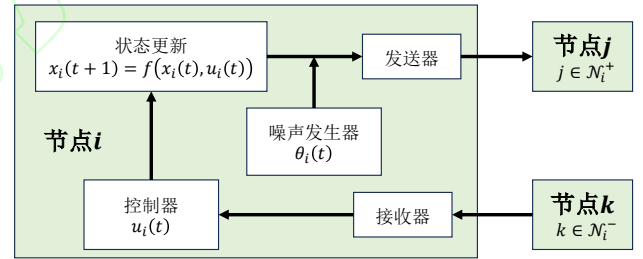 状态更新
x_i(t + 1) = f(x_i(t), u_i(t))
发送器
节点j
j ∈ 𝒩_i^+
噪声发生器
θ_i(t)
节点i
控制器
u_i(t)
接收器
节点k
k ∈ 𝒩_i^-